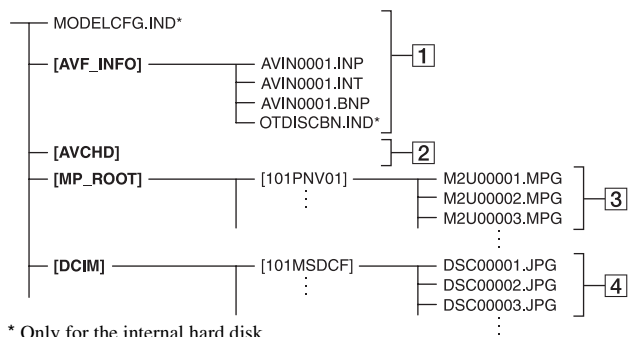 MODELCFG.IND*
[AVF_INFO]
AVIN0001.INP
AVIN0001.INT
AVIN0001.BNP
OTDISCBN.IND*
1
[AVCHD]
2
[MP_ROOT]
[101PNV01]
M2U00001.MPG
M2U00002.MPG
M2U00003.MPG
3
[DCIM]
[101MSDCF]
DSC00001.JPG
DSC00002.JPG
DSC00003.JPG
4
* Only for the internal hard disk